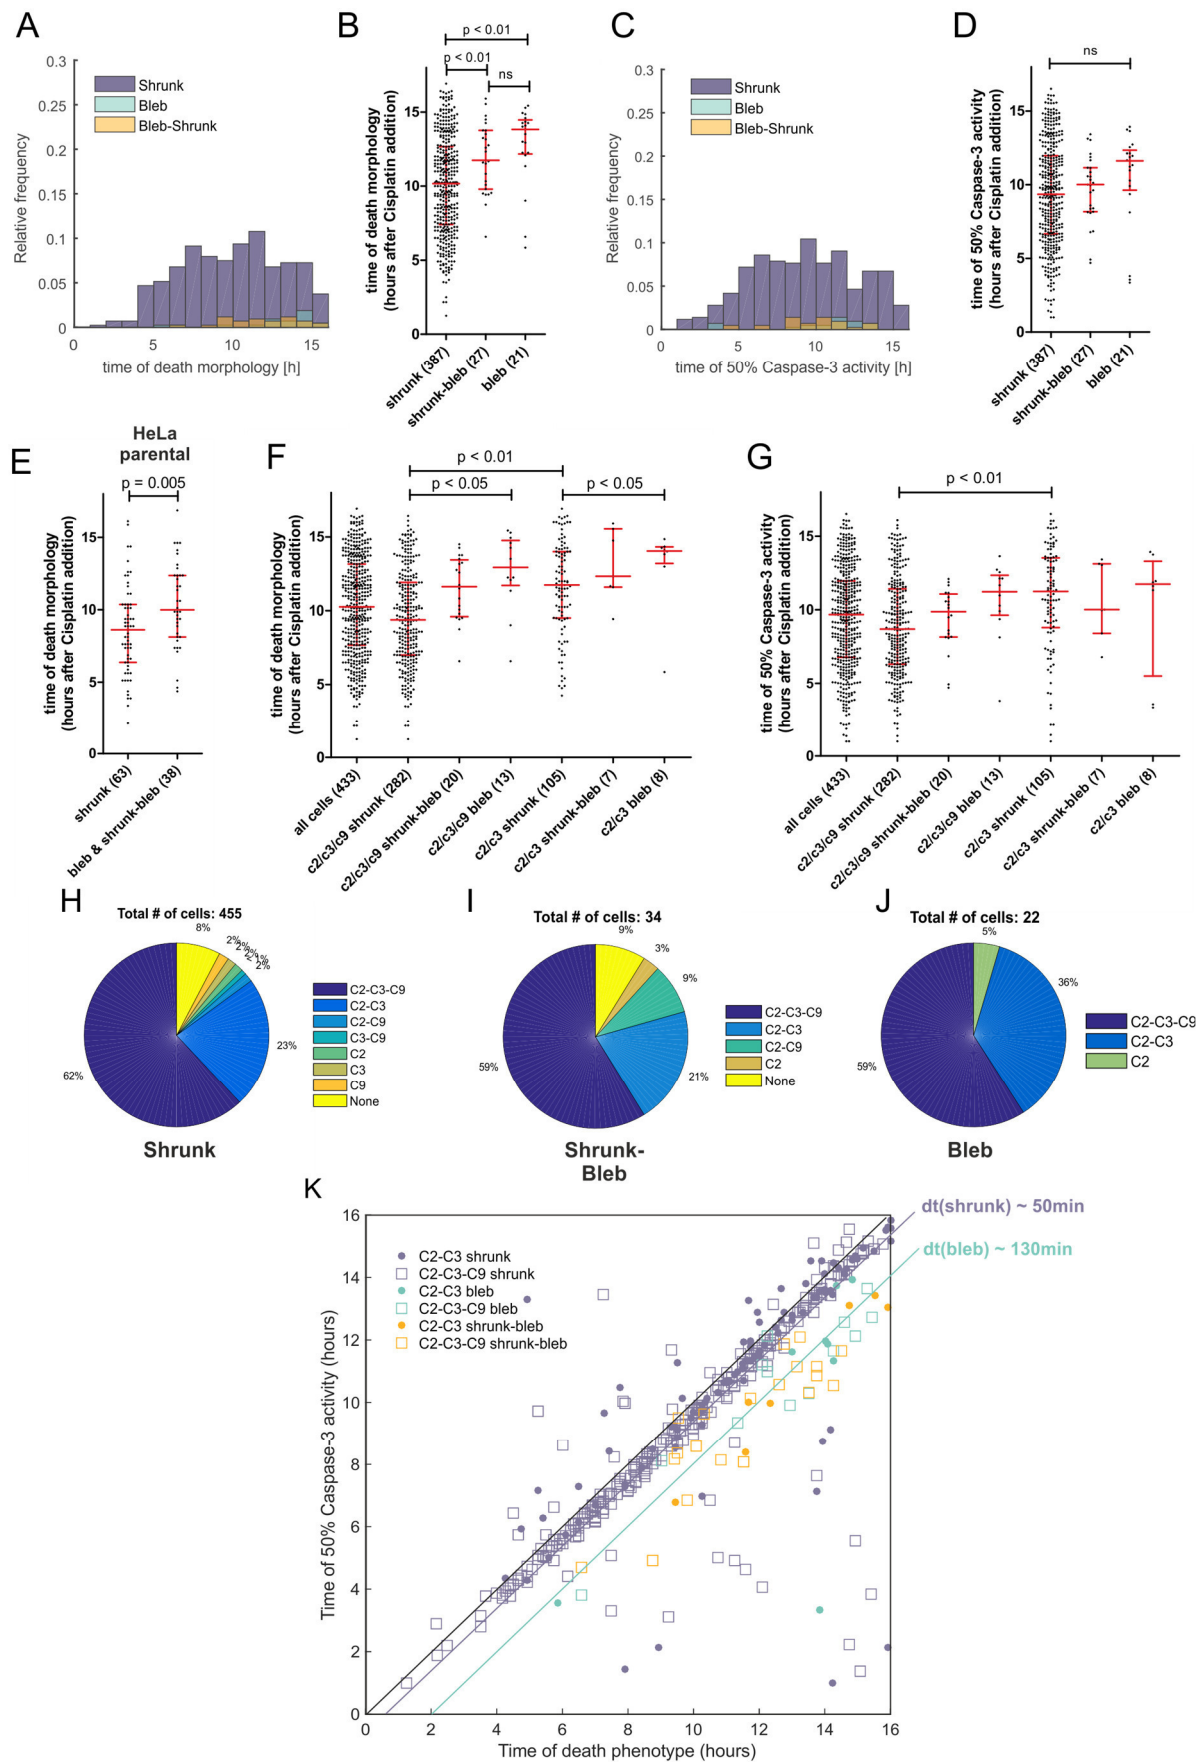 A
0.3
0.25
0.2
0.15
0.1
0.05
0
Relative frequency
Shrunk
Bleb
Bleb-Shrunk
0
5
10
15
time of death morphology [h]
B
p < 0.01
p < 0.01
ns
15
10
5
0
time of death morphology
(hours after Cisplatin addition)
shrunk (387)
shrunk-bleb (27)
bleb (21)
C
0.3
0.25
0.2
0.15
0.1
0.05
0
Relative frequency
Shrunk
Bleb
Bleb-Shrunk
0
5
10
15
time of 50% Caspase-3 activity [h]
D
ns
15
10
5
0
time of 50% Caspase-3 activity
(hours after Cisplatin addition)
shrunk (387)
shrunk-bleb (27)
bleb (21)
E
HeLa
parental
p = 0.005
15
10
5
0
time of death morphology
(hours after Cisplatin addition)
shrunk (63)
bleb & shrunk-bleb (38)
F
p < 0.01
p < 0.05
p < 0.05
15
10
5
0
time of death morphology
(hours after Cisplatin addition)
all cells (433)
c2/c3/c9 shrunk (282)
c2/c3/c9 shrunk-bleb (20)
c2/c3/c9 bleb (13)
c2/c3 shrunk (105)
c2/c3 shrunk-bleb (7)
c2/c3 bleb (8)
G
p < 0.01
15
10
5
0
time of 50% Caspase-3 activity
(hours after Cisplatin addition)
all cells (433)
c2/c3/c9 shrunk (282)
c2/c3/c9 shrunk-bleb (20)
c2/c3/c9 bleb (13)
c2/c3 shrunk (105)
c2/c3 shrunk-bleb (7)
c2/c3 bleb (8)
H
Total # of cells: 455
8%
2%
2%
2%
23%
62%
C2-C3-C9
C2-C3
C2-C9
C3-C9
C2
C3
C9
None
Shrunk
I
Total # of cells: 34
9%
3%
9%
21%
59%
C2-C3-C9
C2-C3
C2-C9
C2
None
Shrunk-
Bleb
J
Total # of cells: 22
5%
36%
59%
C2-C3-C9
C2-C3
C2
Bleb
K
dt(shrunk) ~ 50min
dt(bleb) ~ 130min
C2-C3 shrunk
C2-C3-C9 shrunk
C2-C3 bleb
C2-C3-C9 bleb
C2-C3 shrunk-bleb
C2-C3-C9 shrunk-bleb
16
14
12
10
8
6
4
2
0
Time of 50% Caspase-3 activity (hours)
0
2
4
6
8
10
12
14
16
Time of death phenotype (hours)